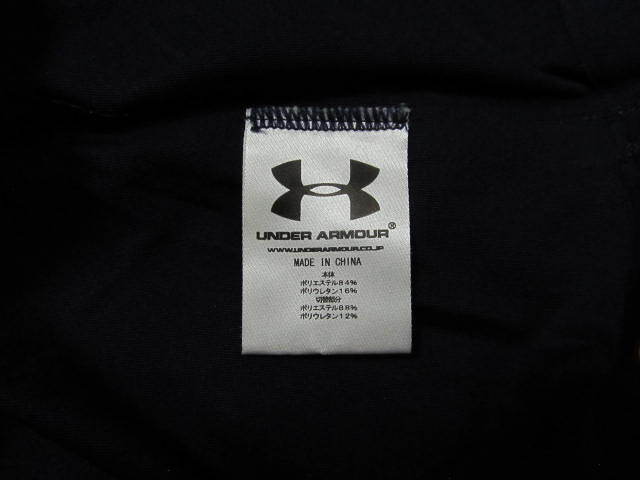 UNDER ARMOUR®
WWW.UNDERARMOUR.CO.JP
MADE IN CHINA
本体
ポリエステル84%
ポリウレタン16%
切替部分
ポリエステル88%
ポリウレタン12%